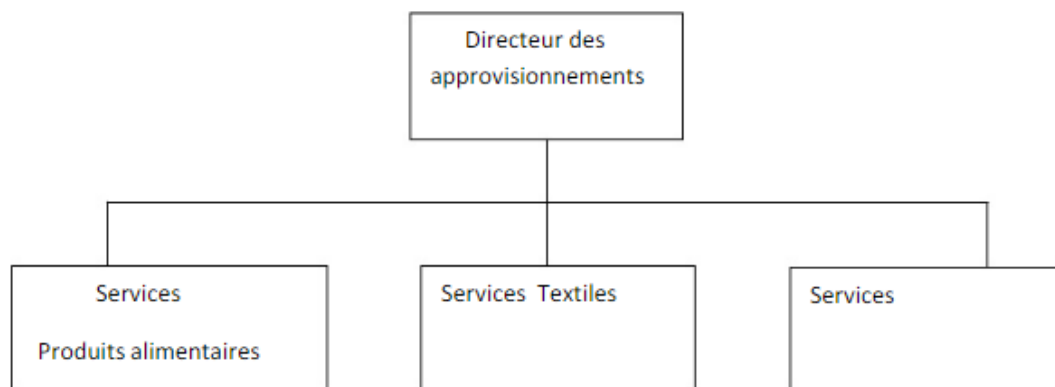 Directeur des
approvisionnements
Services
Produits alimentaires
Services Textiles
Services